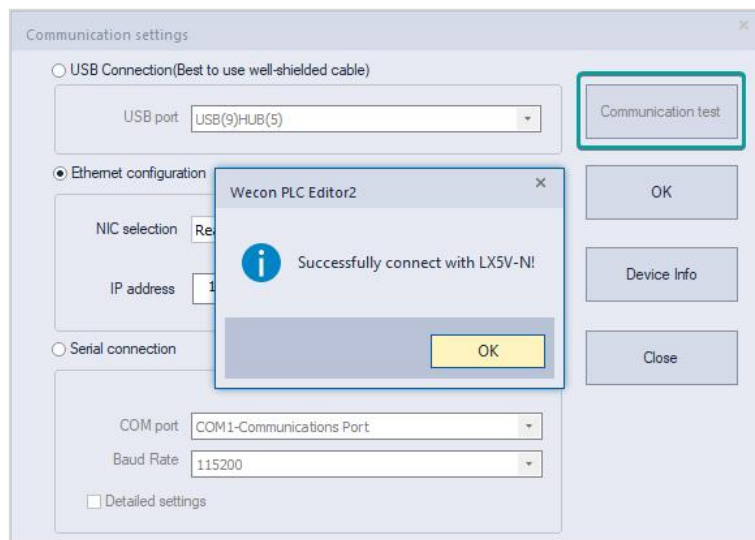 Communication settings
USB Connection(Best to use well-shielded cable)
USB port USB(9)HUB(5)
Communication test
Ethernet configuration
Wecon PLC Editor2
OK
NIC selection
Successfully connect with LX5V-N!
IP address
Device Info
OK
Serial connection
Close
COM port COM1-Communications Port
Baud Rate 115200
Detailed settings